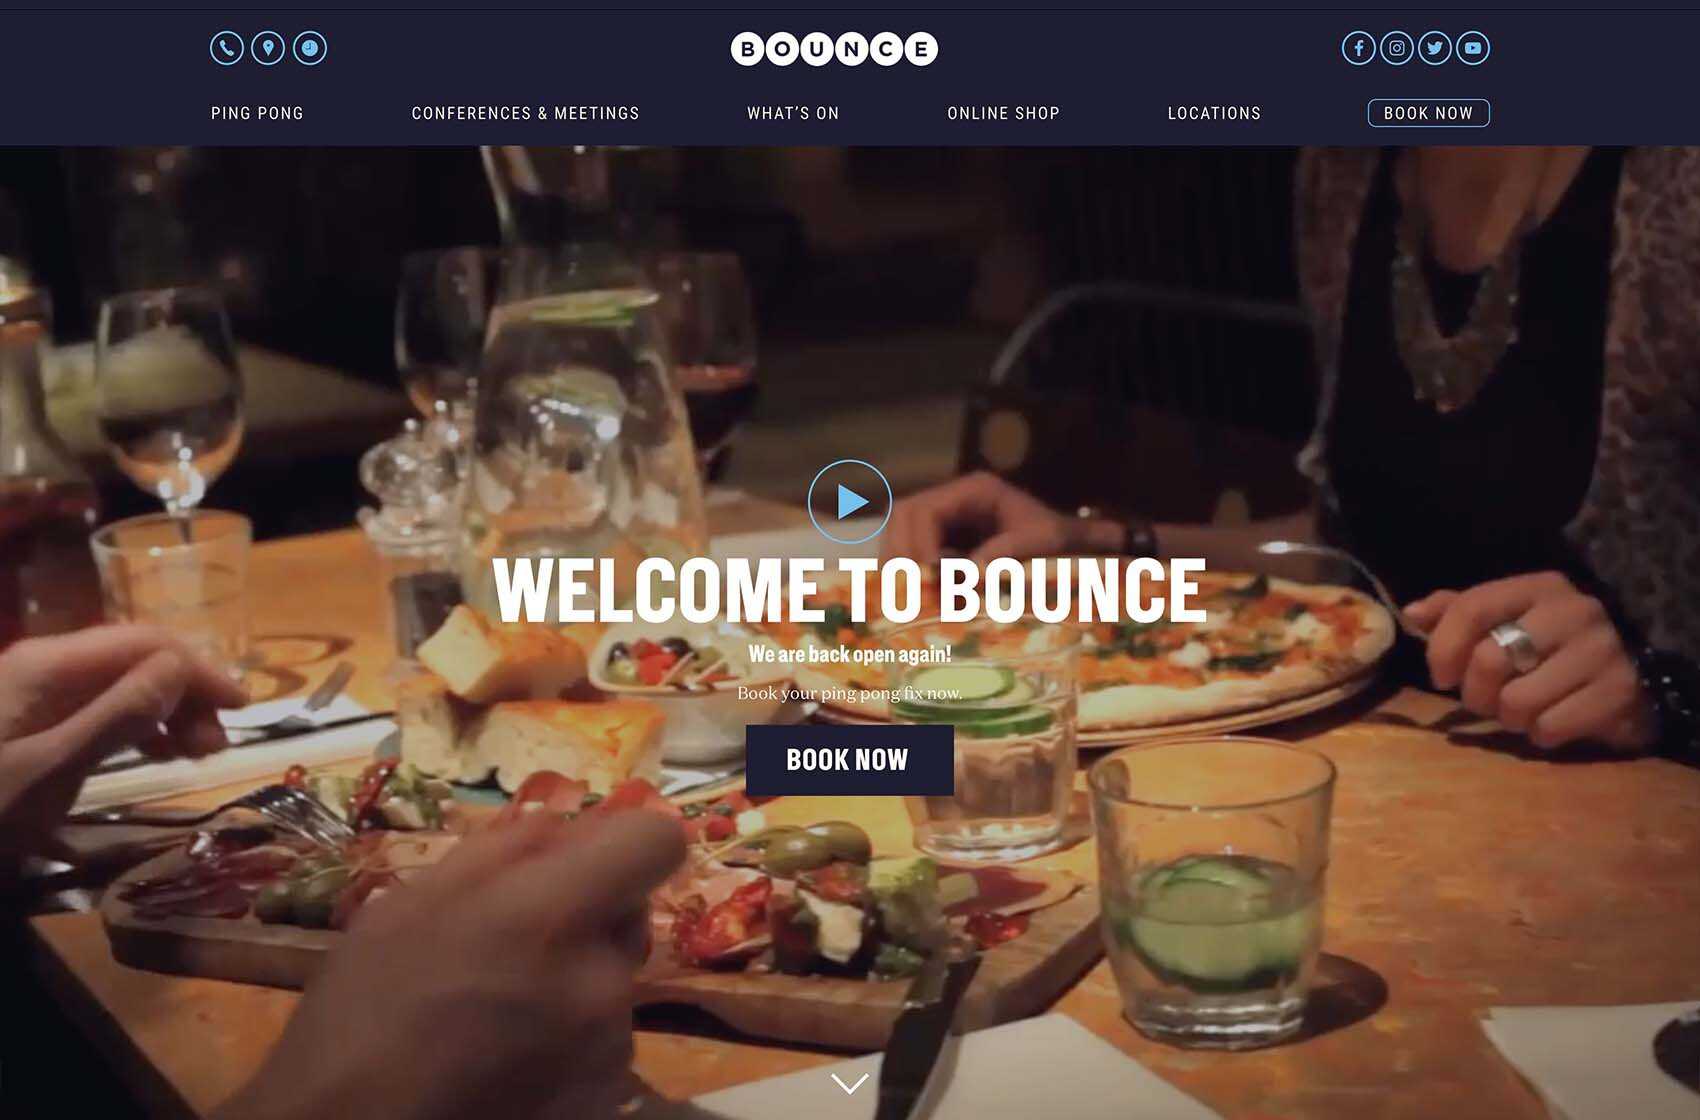 BOUNCE
PING PONG
CONFERENCES & MEETINGS
WHAT’S ON
ONLINE SHOP
LOCATIONS
BOOK NOW
WELCOME TO BOUNCE
We are back open again!
Book your ping pong fix now.
BOOK NOW